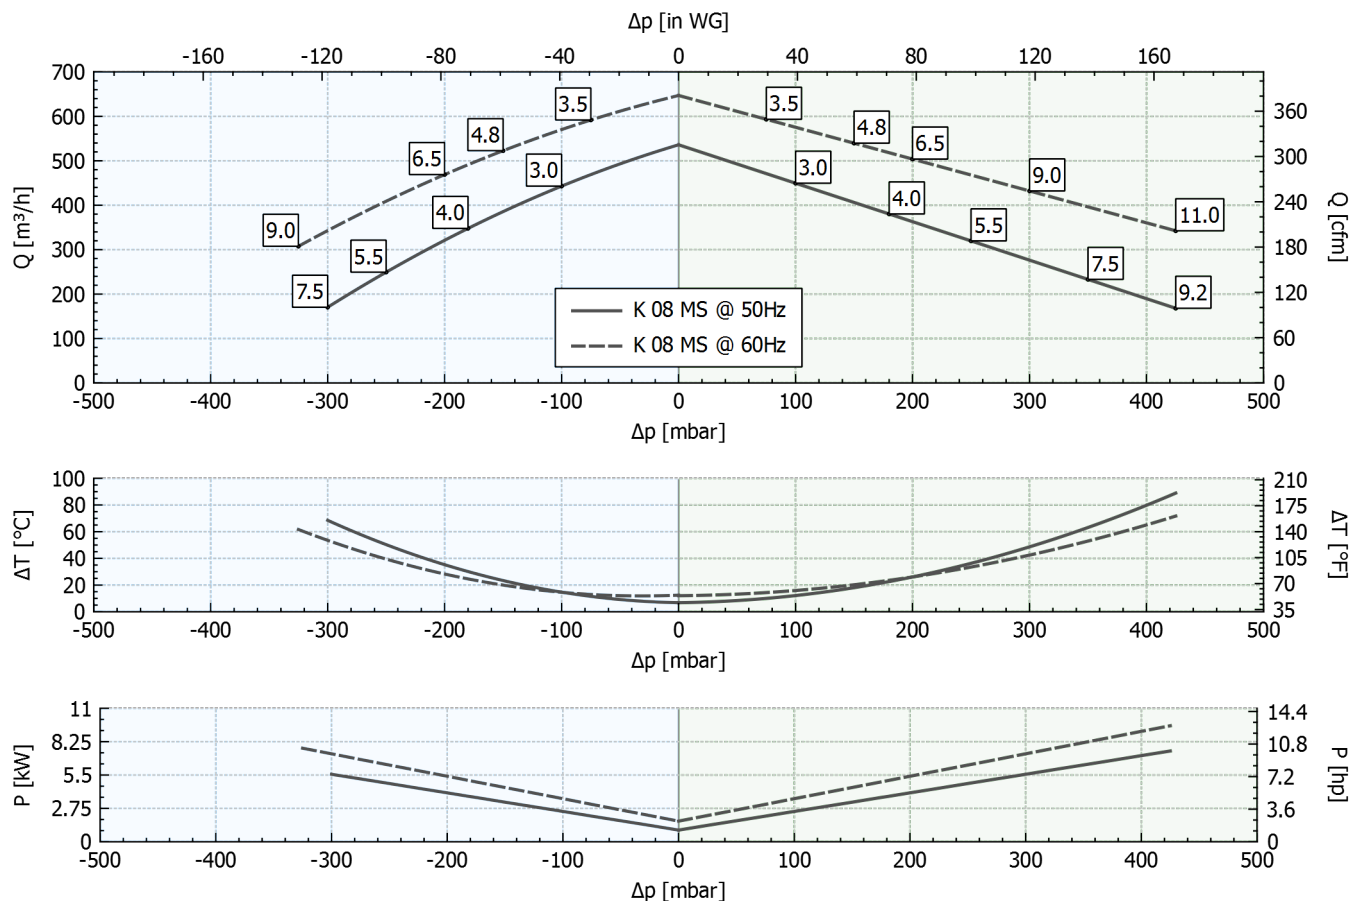 Δp [in WG]
-160 -120 -80 -40 0 40 80 120 160
700
600
500
400
300
200
100
0
Q [m³/h]
360
300
240
180
120
60
0
Q [cfm]
9.0 6.5 4.8 3.5 3.5 4.8 6.5 9.0 11.0
7.5 5.5 4.0 3.0 3.0 4.0 5.5 7.5 9.2
K 08 MS @ 50Hz
K 08 MS @ 60Hz
-500 -400 -300 -200 -100 0 100 200 300 400 500
Δp [mbar]
100
80
60
40
20
0
ΔT [°C]
210
175
140
105
70
35
ΔT [°F]
-500 -400 -300 -200 -100 0 100 200 300 400 500
Δp [mbar]
11
8.25
5.5
2.75
0
P [kW]
14.4
10.8
7.2
3.6
0
P [hp]
-500 -400 -300 -200 -100 0 100 200 300 400 500
Δp [mbar]